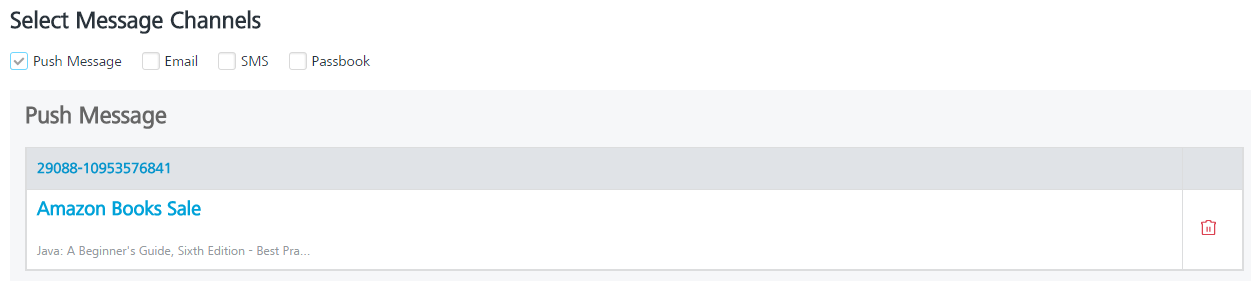 Select Message Channels
Push Message Email SMS Passbook
Push Message
29088-10953576841
Amazon Books Sale
Java: A Beginner's Guide, Sixth Edition - Best Pra...